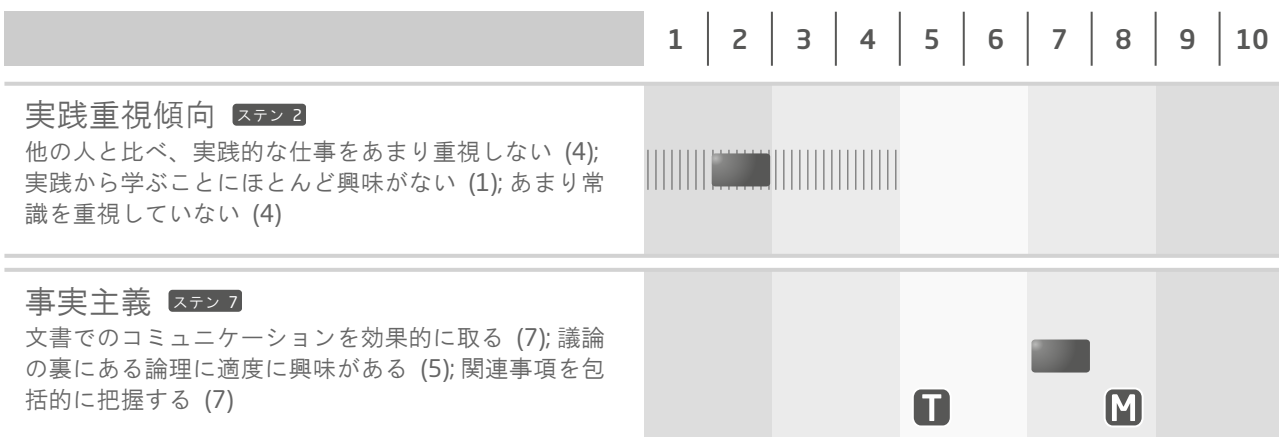 1 2 3 4 5 6 7 8 9 10
実践重視傾向 ステン 2
他の人と比べ、実践的な仕事をあまり重視しない (4);
実践から学ぶことにほとんど興味がない (1); あまり常
識を重視していない (4)
事実主義 ステン 7
文書でのコミュニケーションを効果的に取る (7); 議論
の裏にある論理に適度に興味がある (5); 関連事項を包
括的に把握する (7)
T M